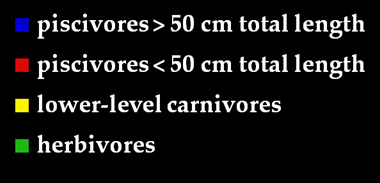 piscivores > 50 cm total length
piscivores < 50 cm total length
lower-level carnivores
herbivores